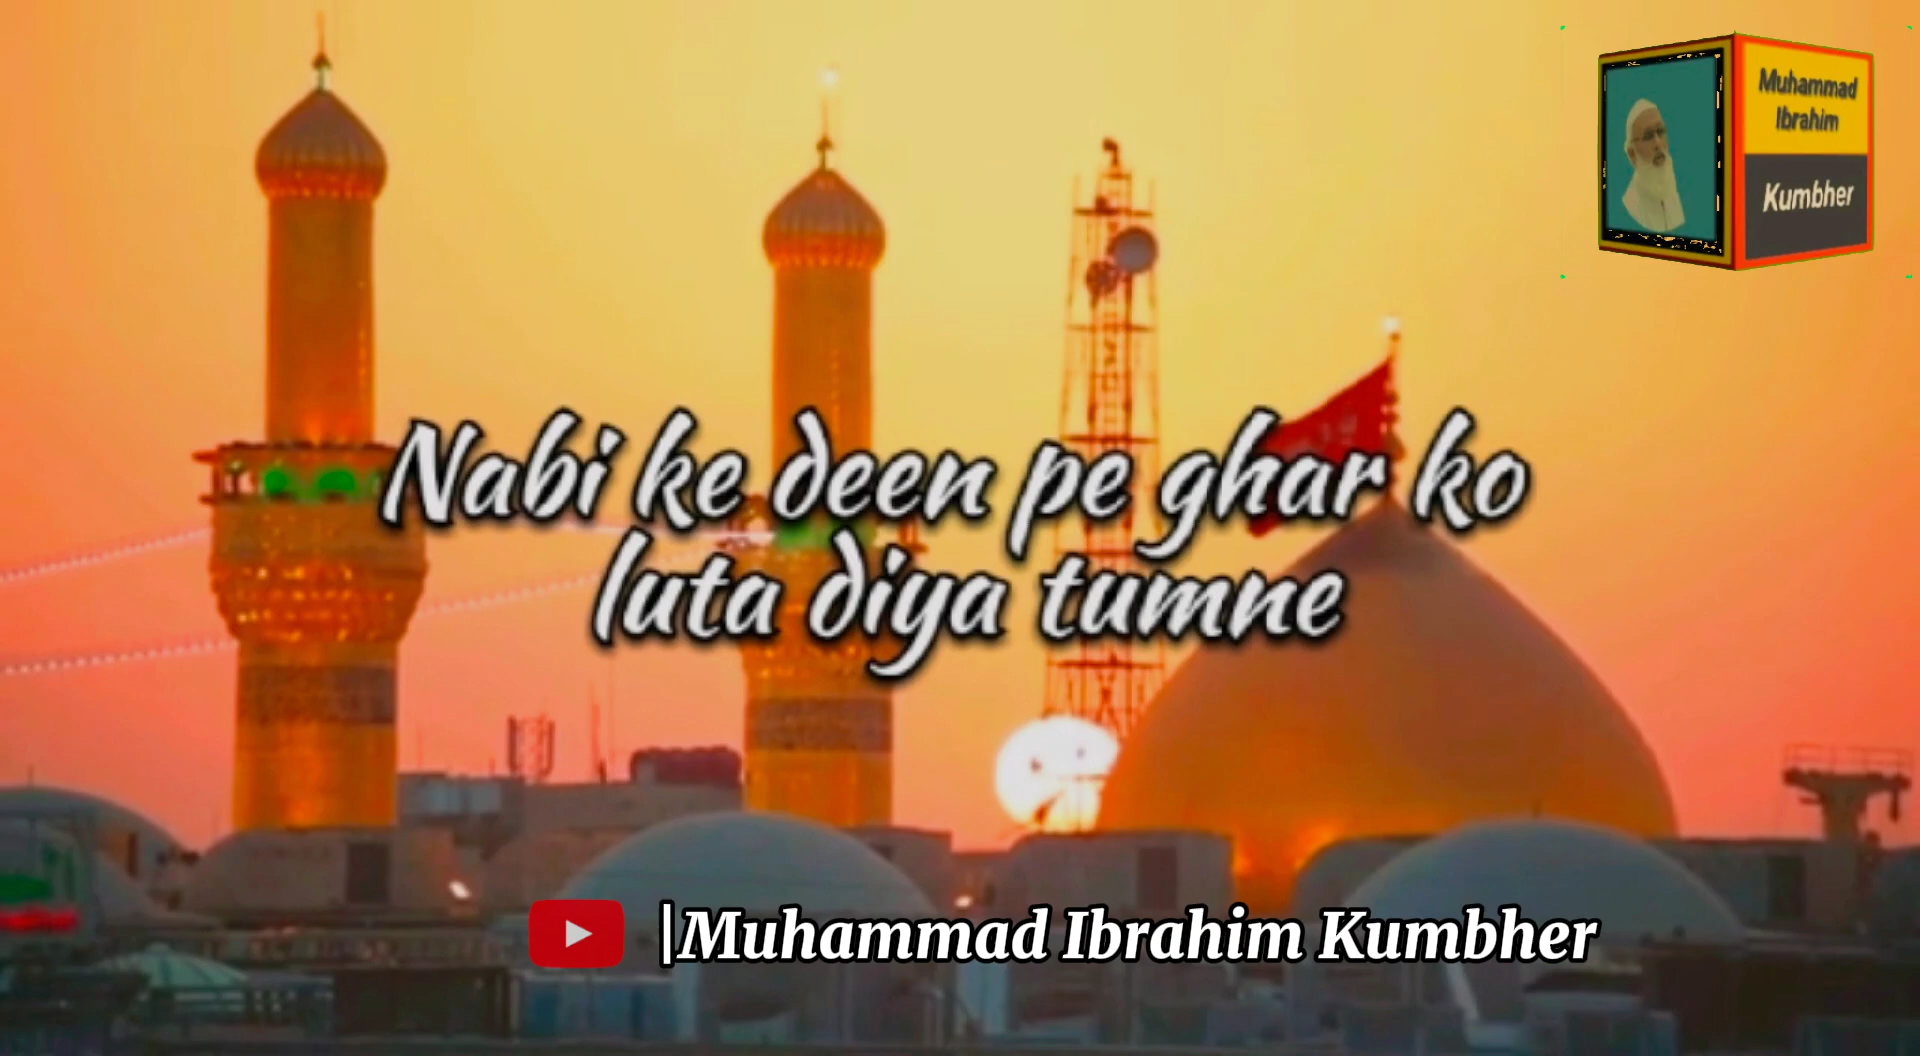 Muhammad
Ibrahim
Kumbher
Nabi ke deen pe ghar ko
luta diya tumne
|Muhammad Ibrahim Kumbher